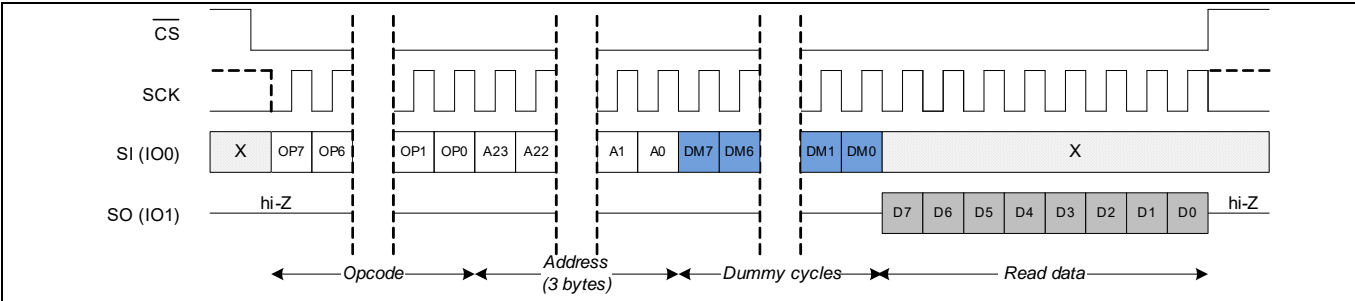 CS
SCK
SI (IO0) X OP7 OP6 OP1 OP0 A23 A22 A1 A0 DM7 DM6 DM1 DM0 X
SO (IO1) hi-Z D7 D6 D5 D4 D3 D2 D1 D0 hi-Z
Opcode Address (3 bytes) Dummy cycles Read data